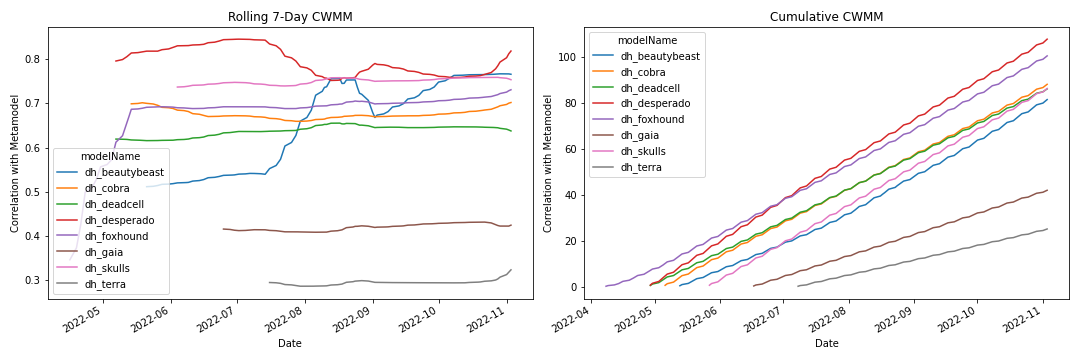 Rolling 7-Day CWMM
Correlation with Metamodel
0.8
0.7
0.6
0.5
0.4
0.3
modelName
dh_beautybeast
dh_cobra
dh_deadcell
dh_desperado
dh_foxhound
dh_gaia
dh_skulls
dh_terra
2022-05
2022-06
2022-07
2022-08
2022-09
2022-10
2022-11
Date
Cumulative CWMM
Correlation with Metamodel
100
80
60
40
20
0
modelName
dh_beautybeast
dh_cobra
dh_deadcell
dh_desperado
dh_foxhound
dh_gaia
dh_skulls
dh_terra
2022-04
2022-05
2022-06
2022-07
2022-08
2022-09
2022-10
2022-11
Date